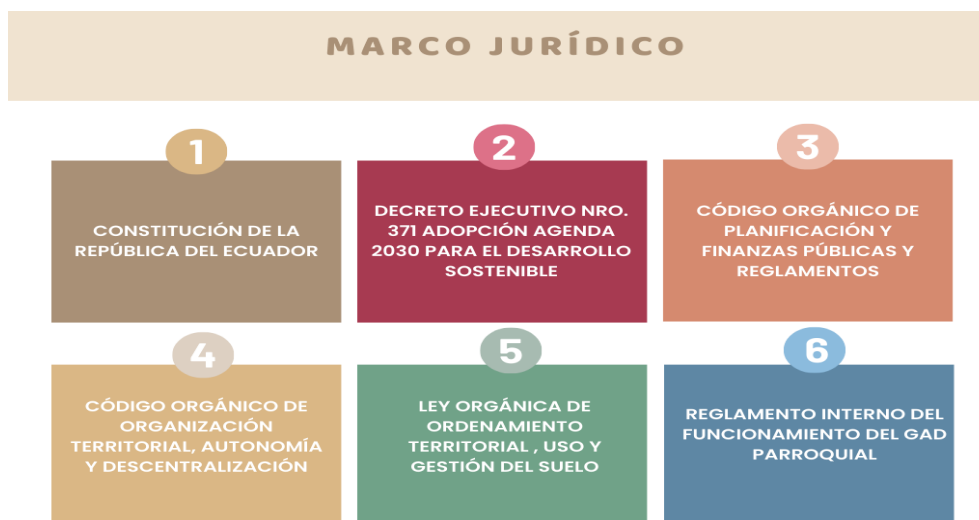 MARCO JURÍDICO
1
CONSTITUCIÓN DE LA
REPÚBLICA DEL ECUADOR
2
DECRETO EJECUTIVO NRO.
371 ADOPCIÓN AGENDA
2030 PARA EL DESARROLLO
SOSTENIBLE
3
CÓDIGO ORGÁNICO DE
PLANIFICACIÓN Y
FINANZAS PÚBLICAS Y
REGLAMENTOS
4
CÓDIGO ORGÁNICO DE
ORGANIZACIÓN
TERRITORIAL, AUTONOMÍA
Y DESCENTRALIZACIÓN
5
LEY ORGÁNICA DE
ORDENAMIENTO
TERRITORIAL , USO Y
GESTIÓN DEL SUELO
6
REGLAMENTO INTERNO DEL
FUNCIONAMIENTO DEL GAD
PARROQUIAL